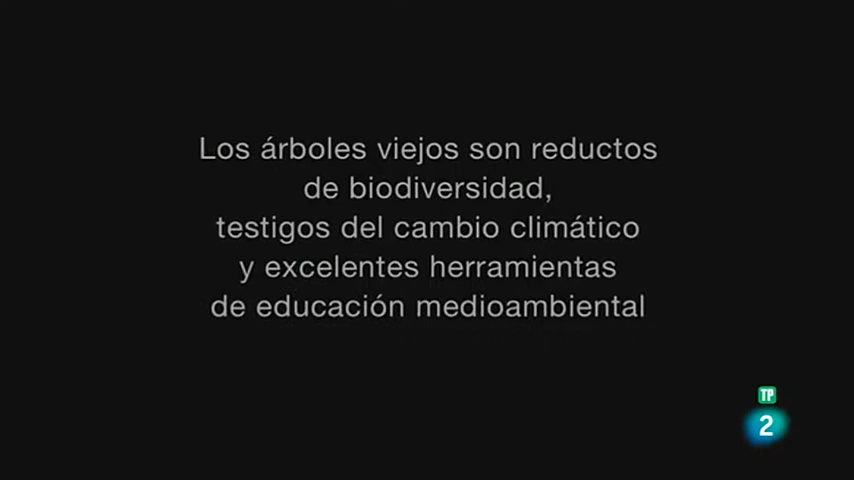 Los árboles viejos son reductos
de biodiversidad,
testigos del cambio climático
y excelentes herramientas
de educación medioambiental
TP
2